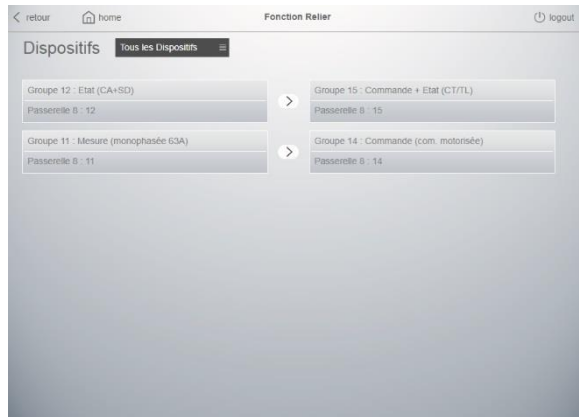 retour
home
Fonction Relier
logout
Dispositifs
Tous les Dispositifs
Groupe 12 : Etat (CA+SD)
Passerelle 8 : 12
Groupe 15 : Commande + Etat (CT/TL)
Passerelle 8 : 15
Groupe 11 : Mesure (monophasée 63A)
Passerelle 8 : 11
Groupe 14 : Commande (com. motorisée)
Passerelle 8 : 14